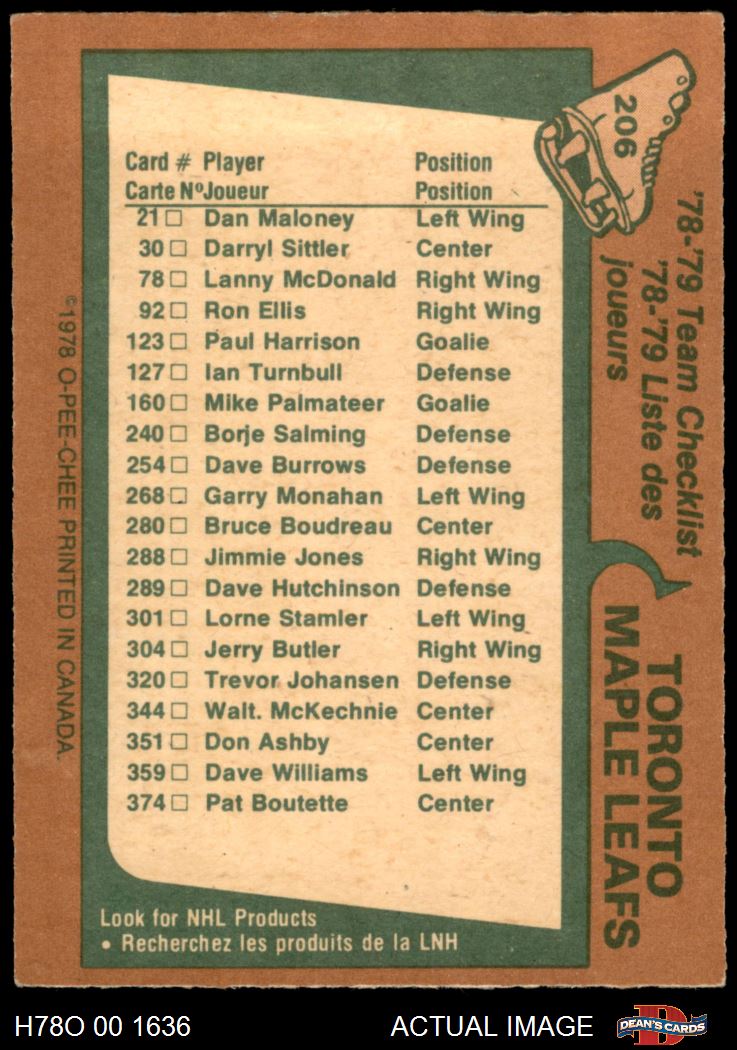 206
'78-'79 Team Checklist
'78-'79 Liste des
joueurs
TORONTO
MAPLE LEAFS
Card # Player Position
Carte Nº Joueur Position
21 □ Dan Maloney Left Wing
30 □ Darryl Sittler Center
78 □ Lanny McDonald Right Wing
92 □ Ron Ellis Right Wing
123 □ Paul Harrison Goalie
127 □ Ian Turnbull Defense
160 □ Mike Palmateer Goalie
240 □ Borje Salming Defense
254 □ Dave Burrows Defense
268 □ Garry Monahan Left Wing
280 □ Bruce Boudreau Center
288 □ Jimmie Jones Right Wing
289 □ Dave Hutchinson Defense
301 □ Lorne Stamler Left Wing
304 □ Jerry Butler Right Wing
320 □ Trevor Johansen Defense
344 □ Walt. McKechnie Center
351 □ Don Ashby Center
359 □ Dave Williams Left Wing
374 □ Pat Boutette Center
Look for NHL Products
• Recherchez les produits de la LNH
©1978 O-PEE-CHEE PRINTED IN CANADA.
H78O 00 1636 ACTUAL IMAGE
D
DEAN'S CARDS